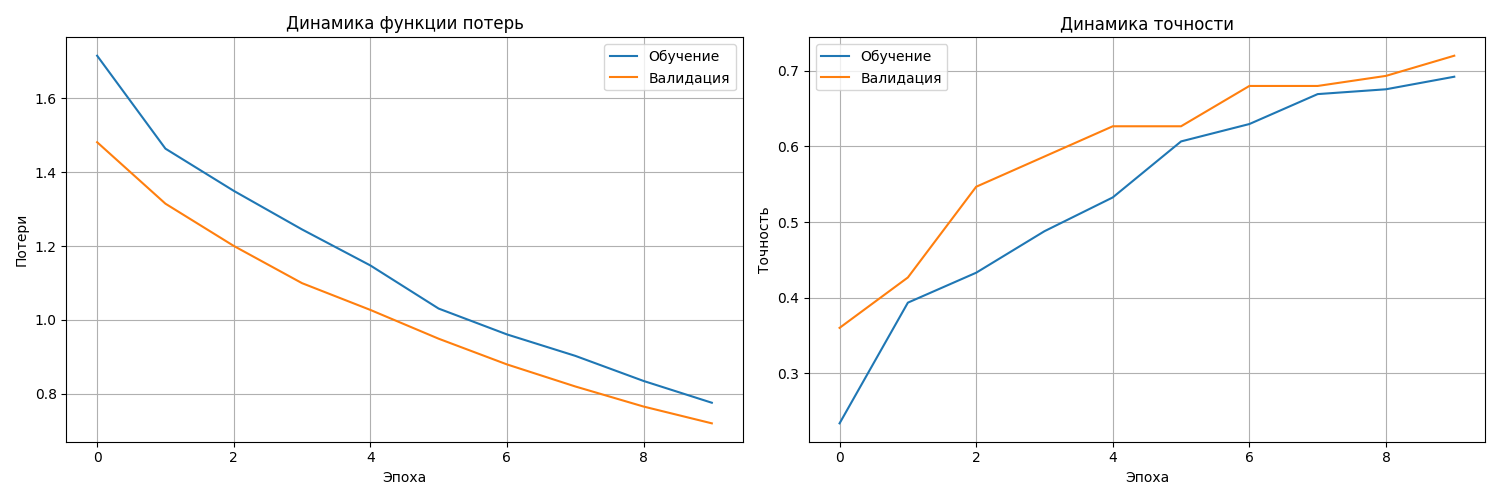 Динамика функции потерь
Обучение
Валидация
1.6
1.4
1.2
1.0
0.8
Потери
0 2 4 6 8
Эпоха
Динамика точности
Обучение
Валидация
0.7
0.6
0.5
0.4
0.3
Точность
0 2 4 6 8
Эпоха